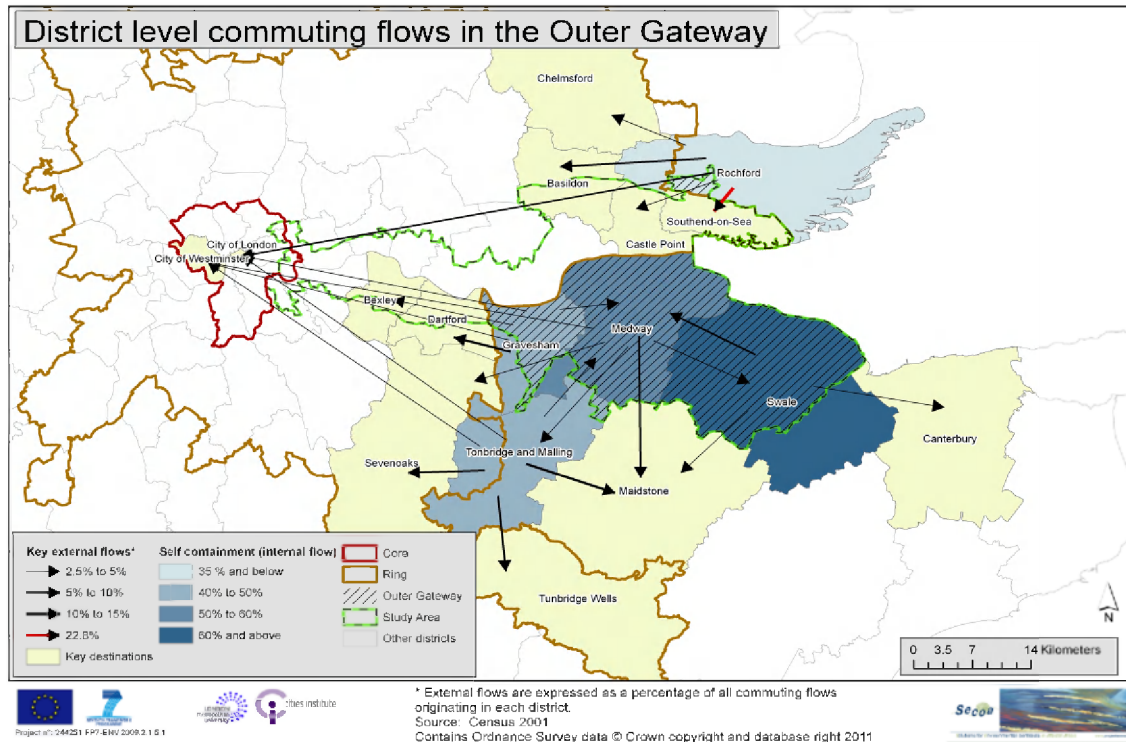 District level commuting flows in the Outer Gateway
Chelmsford
Rochford
Basildon
Southend-on-Sea
Castle Point
City of London
City of Westminster
Bexley
Dartford
Gravesham
Medway
Swale
Canterbury
Sevenoaks
Tonbridge and Malling
Maidstone
Tunbridge Wells
Key external flows*
2.5% to 5%
5% to 10%
10% to 15%
22.8%
Key destinations
Self containment (internal flow)
35 % and below
40% to 50%
50% to 60%
60% and above
Core
Ring
Outer Gateway
Study Area
Other districts
N
0 3.5 7 14 Kilometers
cities institute
* External flows are expressed as a percentage of all commuting flows
originating in each district.
Source: Census 2001
Contains Ordnance Survey data © Crown copyright and database right 2011
Secoa